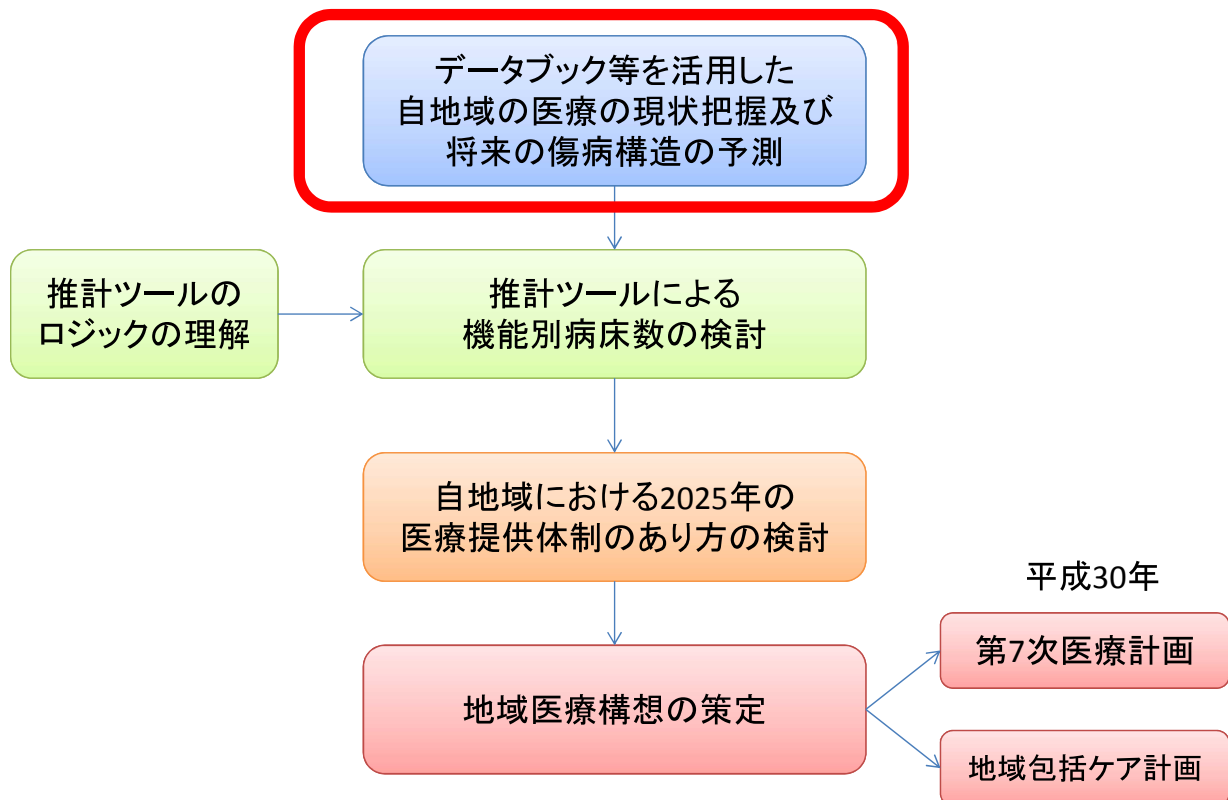 データブック等を活用した
自地域の医療の現状把握及び
将来の傷病構造の予測
推計ツールの
ロジックの理解
推計ツールによる
機能別病床数の検討
自地域における2025年の
医療提供体制のあり方の検討
地域医療構想の策定
平成30年
第7次医療計画
地域包括ケア計画